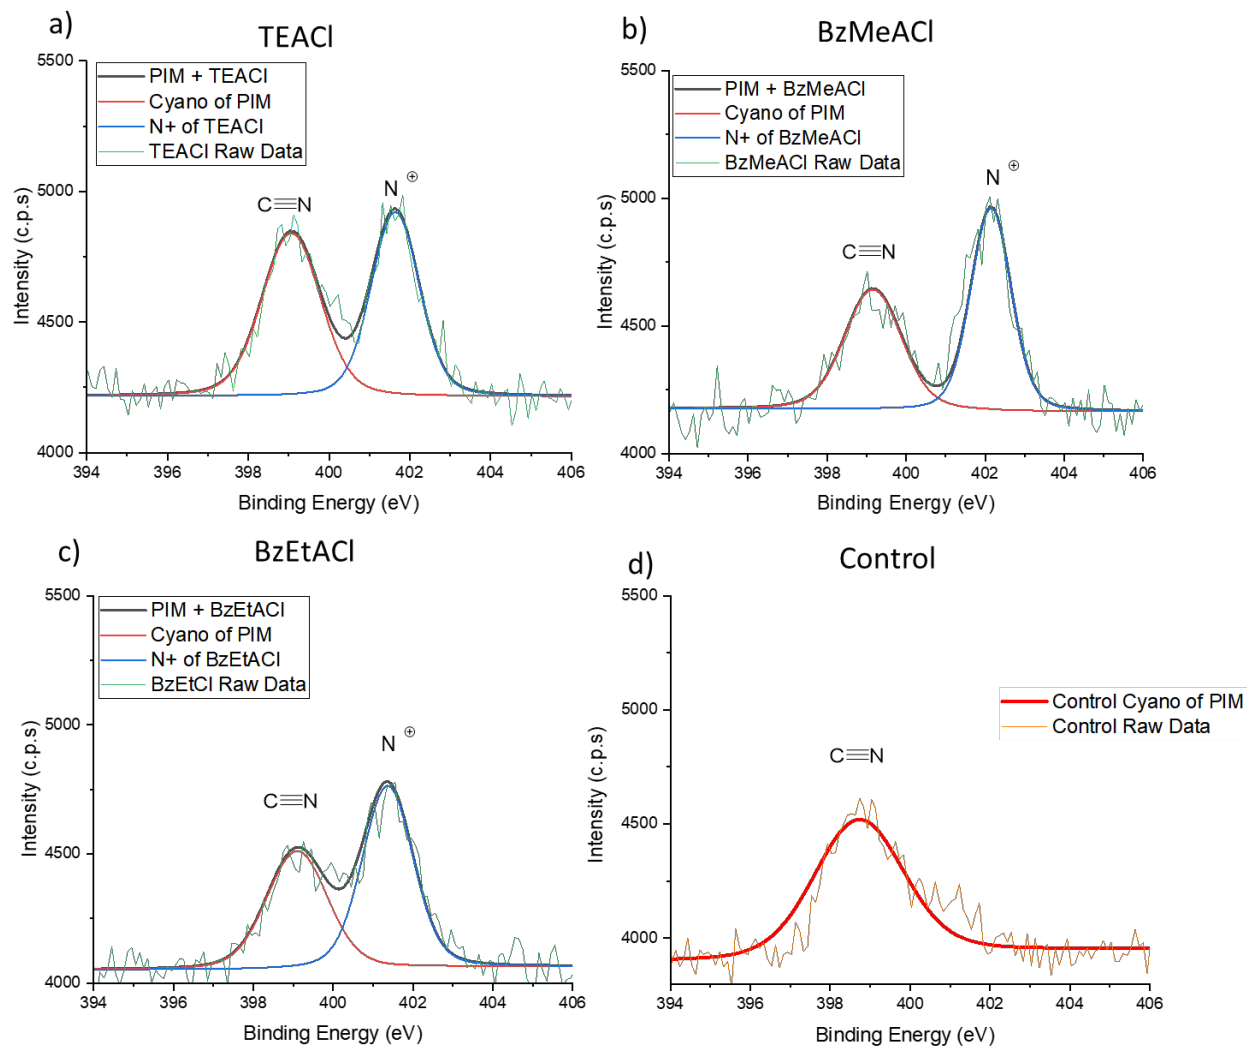 a)
TEACl
5500
5000
4500
4000
Intensity (c.p.s)
PIM + TEACl
Cyano of PIM
N+ of TEACl
TEACl Raw Data
C≡N
N ⊕
394 396 398 400 402 404 406
Binding Energy (eV)
b)
BzMeACl
5500
5000
4500
4000
Intensity (c.p.s)
PIM + BzMeACl
Cyano of PIM
N+ of BzMeACl
BzMeACl Raw Data
C≡N
N ⊕
394 396 398 400 402 404 406
Binding Energy (eV)
c)
BzEtACl
5500
5000
4500
4000
Intensity (c.p.s)
PIM + BzEtACl
Cyano of PIM
N+ of BzEtACl
BzEtCl Raw Data
C≡N
N ⊕
394 396 398 400 402 404 406
Binding Energy (eV)
d)
Control
5500
5000
4500
4000
Intensity (c.p.s)
Control Cyano of PIM
Control Raw Data
C≡N
394 396 398 400 402 404 406
Binding Energy (eV)